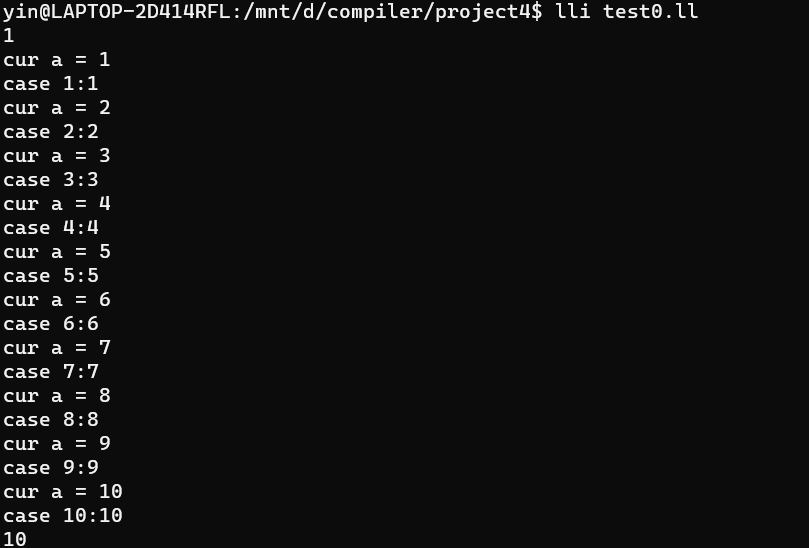 yin@LAPTOP-2D414RFL:/mnt/d/compiler/project4$ lli test0.ll
1
cur a = 1
case 1:1
cur a = 2
case 2:2
cur a = 3
case 3:3
cur a = 4
case 4:4
cur a = 5
case 5:5
cur a = 6
case 6:6
cur a = 7
case 7:7
cur a = 8
case 8:8
cur a = 9
case 9:9
cur a = 10
case 10:10
10